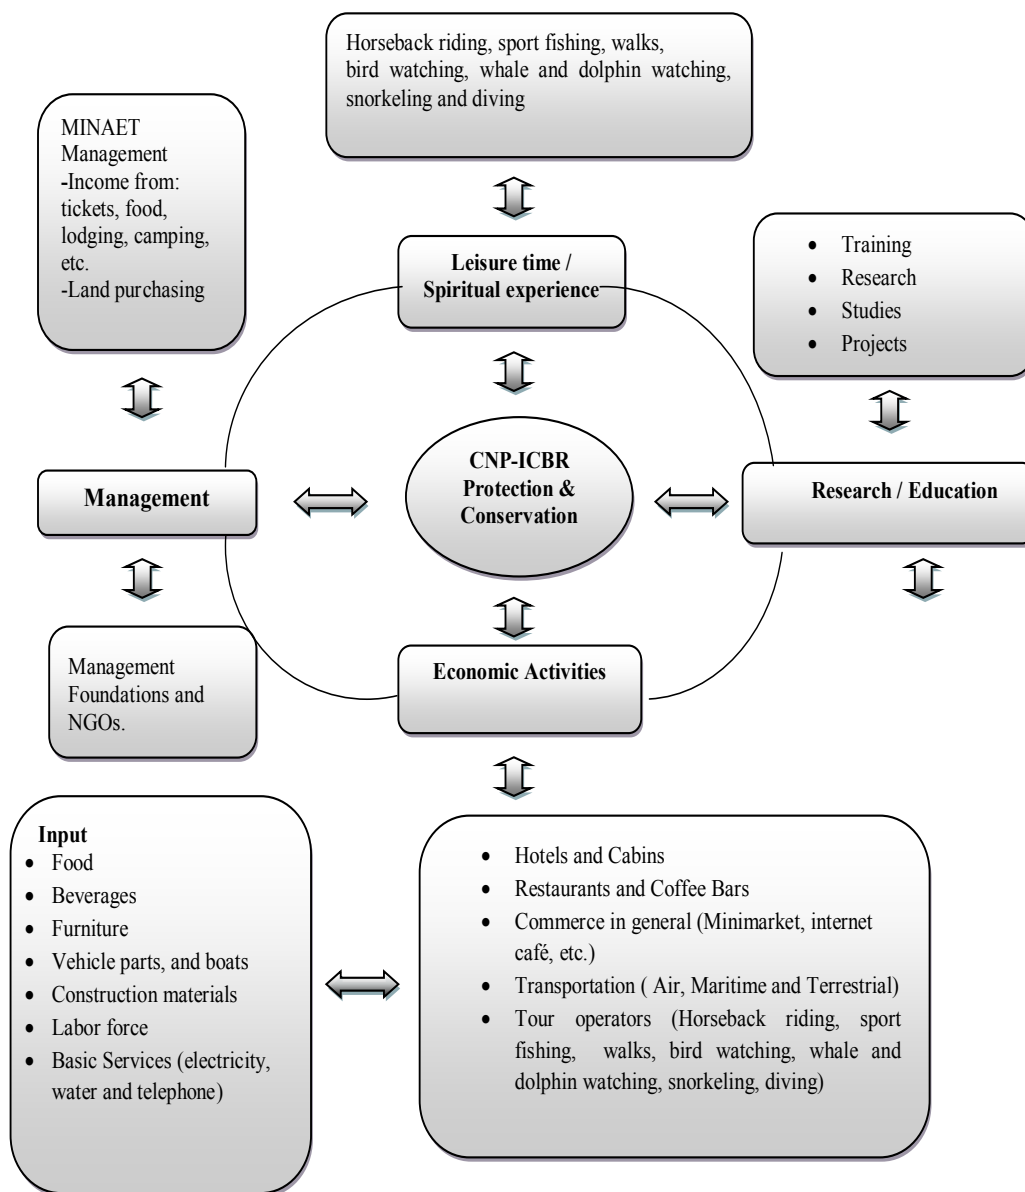 Horseback riding, sport fishing, walks,
bird watching, whale and dolphin watching,
snorkeling and diving
MINAET
Management
-Income from:
tickets, food,
lodging, camping,
etc.
-Land purchasing
• Training
• Research
• Studies
• Projects
Leisure time /
Spiritual experience
CNP-ICBR
Protection &
Conservation
Management
Research / Education
Economic Activities
Management
Foundations and
NGOs.
Input
• Food
• Beverages
• Furniture
• Vehicle parts, and boats
• Construction materials
• Labor force
• Basic Services (electricity,
water and telephone)
• Hotels and Cabins
• Restaurants and Coffee Bars
• Commerce in general (Minimarket, internet
café, etc.)
• Transportation ( Air, Maritime and Terrestrial)
• Tour operators (Horseback riding, sport
fishing, walks, bird watching, whale and
dolphin watching, snorkeling, diving)